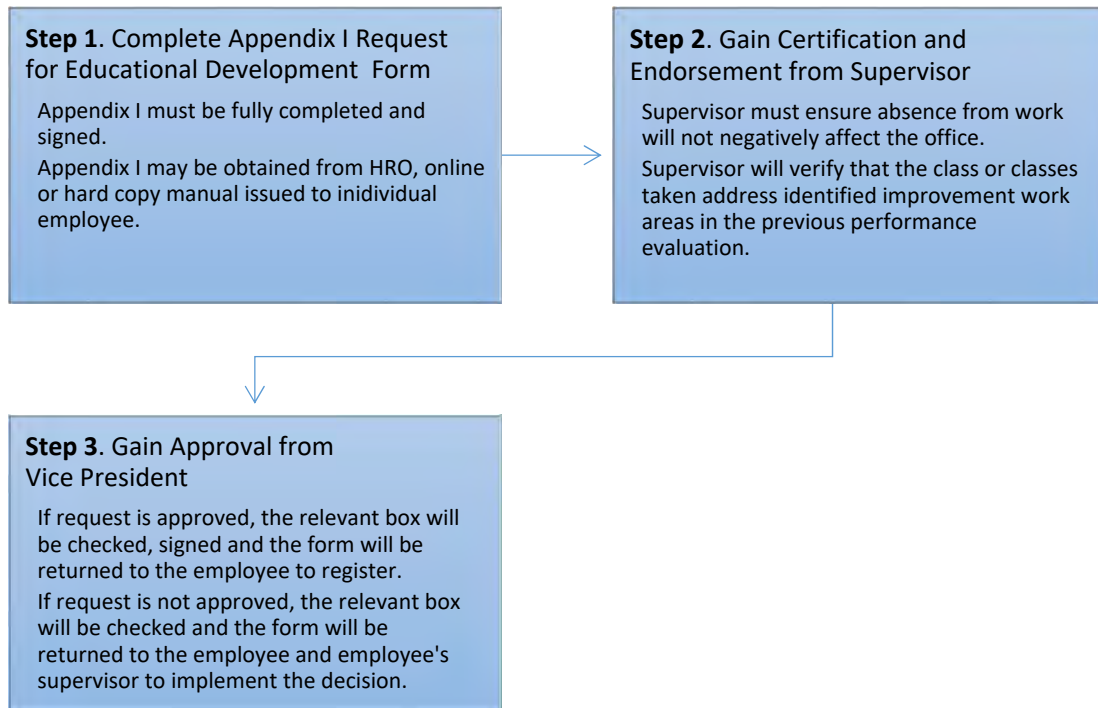 Step 1. Complete Appendix I Request
for Educational Development Form
Appendix I must be fully completed and
signed.
Appendix I may be obtained from HRO, online
or hard copy manual issued to inidividual
employee.
Step 2. Gain Certification and
Endorsement from Supervisor
Supervisor must ensure absence from work
will not negatively affect the office.
Supervisor will verify that the class or classes
taken address identified improvement work
areas in the previous performance
evaluation.
Step 3. Gain Approval from
Vice President
If request is approved, the relevant box will
be checked, signed and the form will be
returned to the employee to register.
If request is not approved, the relevant box
will be checked and the form will be
returned to the employee and employee's
supervisor to implement the decision.